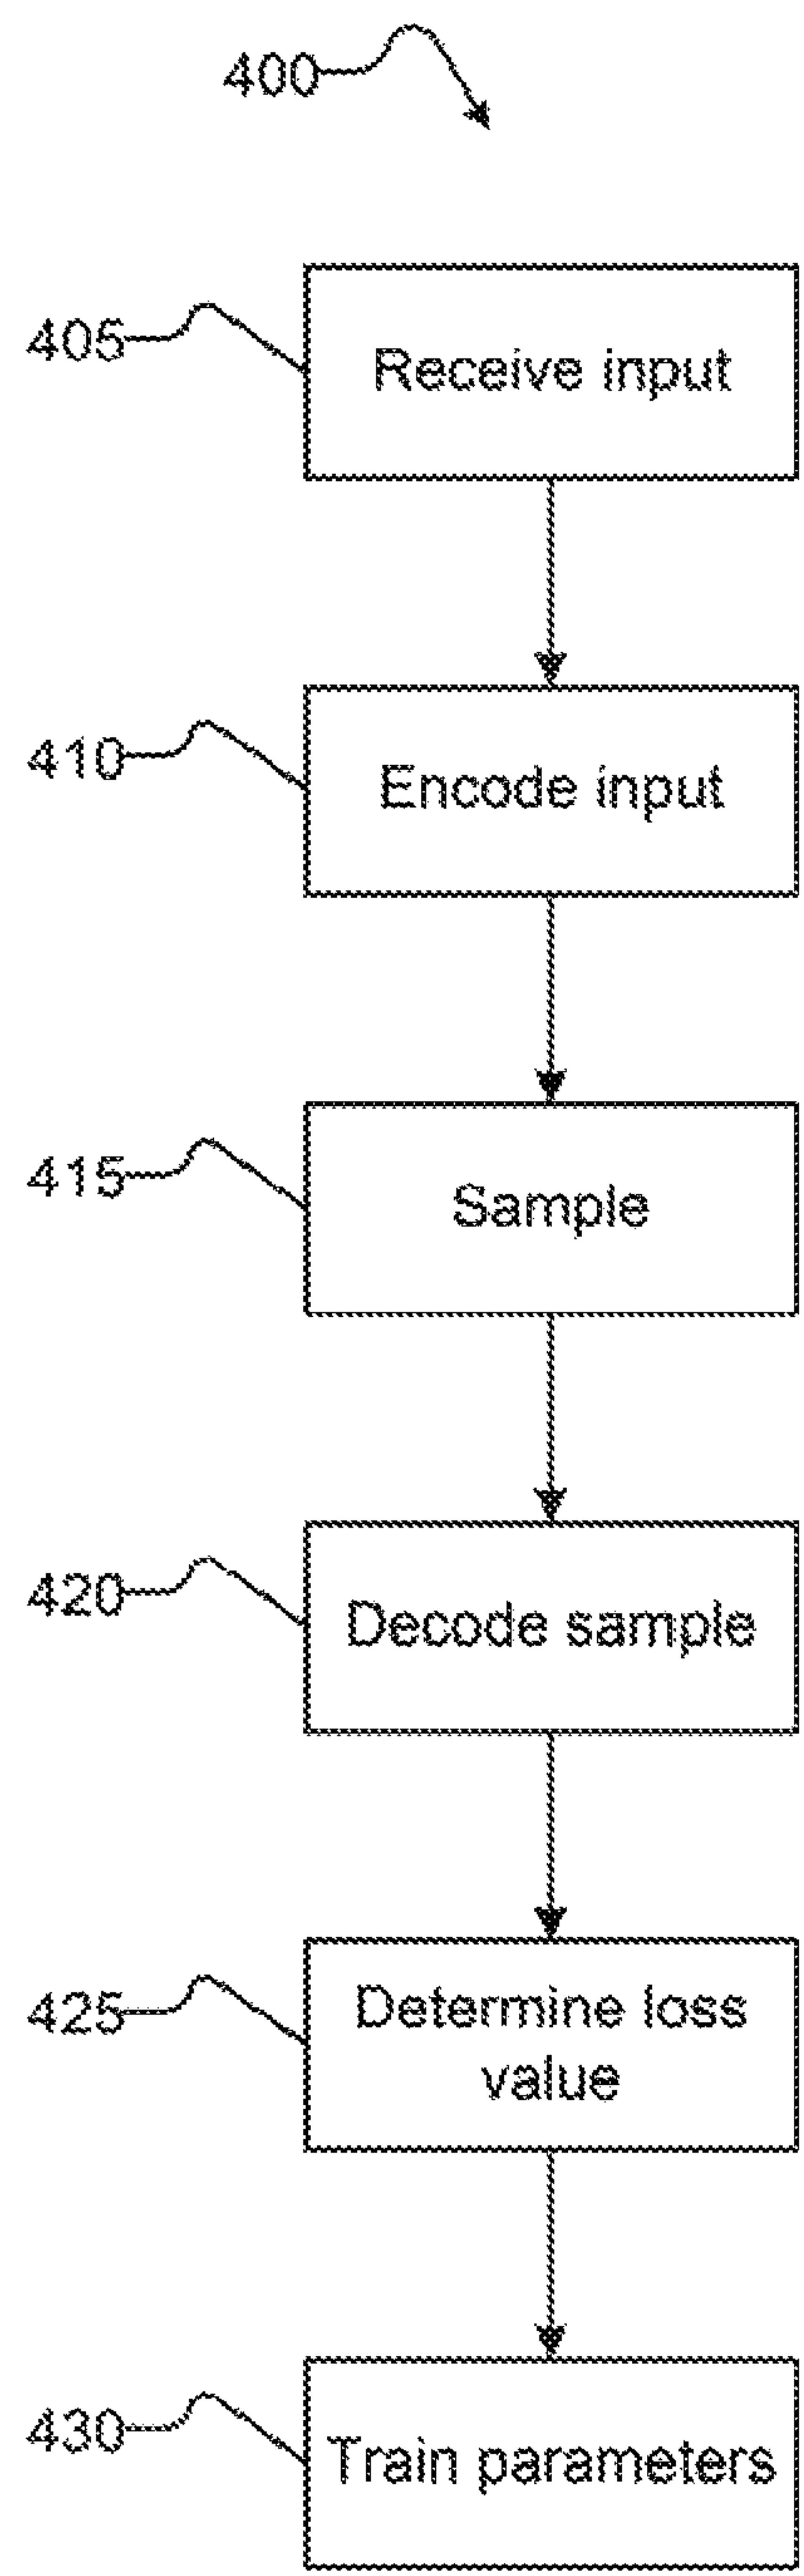 400
405
Receive input
410
Encode input
415
Sample
420
Decode sample
425
Determine loss
value
430
Train parameters